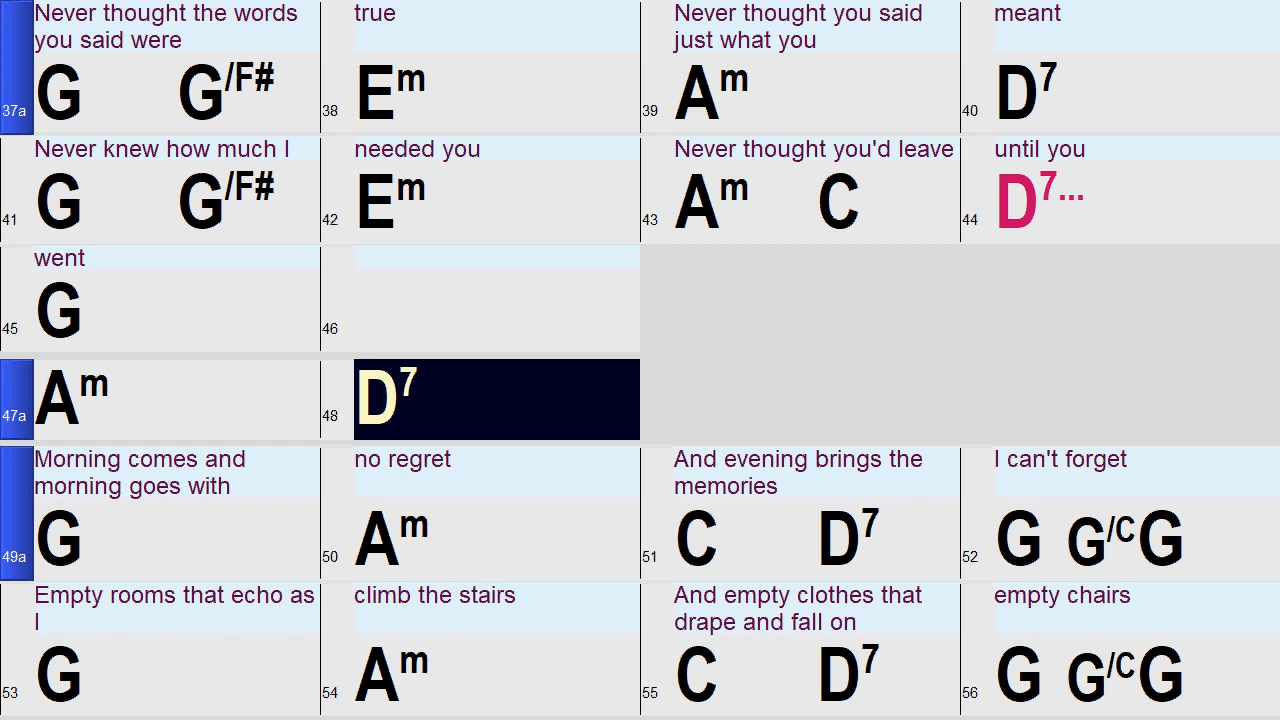 Never thought the words true Never thought you said meant
you said were just what you
37a G G/F# 38 Em 39 Am 40 D7
Never knew how much I needed you Never thought you'd leave until you
41 G G/F# 42 Em 43 Am C 44 D7...
went
45 G 46
47a Am 48 D7
Morning comes and no regret And evening brings the I can't forget
morning goes with memories
49a G 50 Am 51 C D7 52 G G/C G
Empty rooms that echo as climb the stairs And empty clothes that empty chairs
I drape and fall on
53 G 54 Am 55 C D7 56 G G/C G